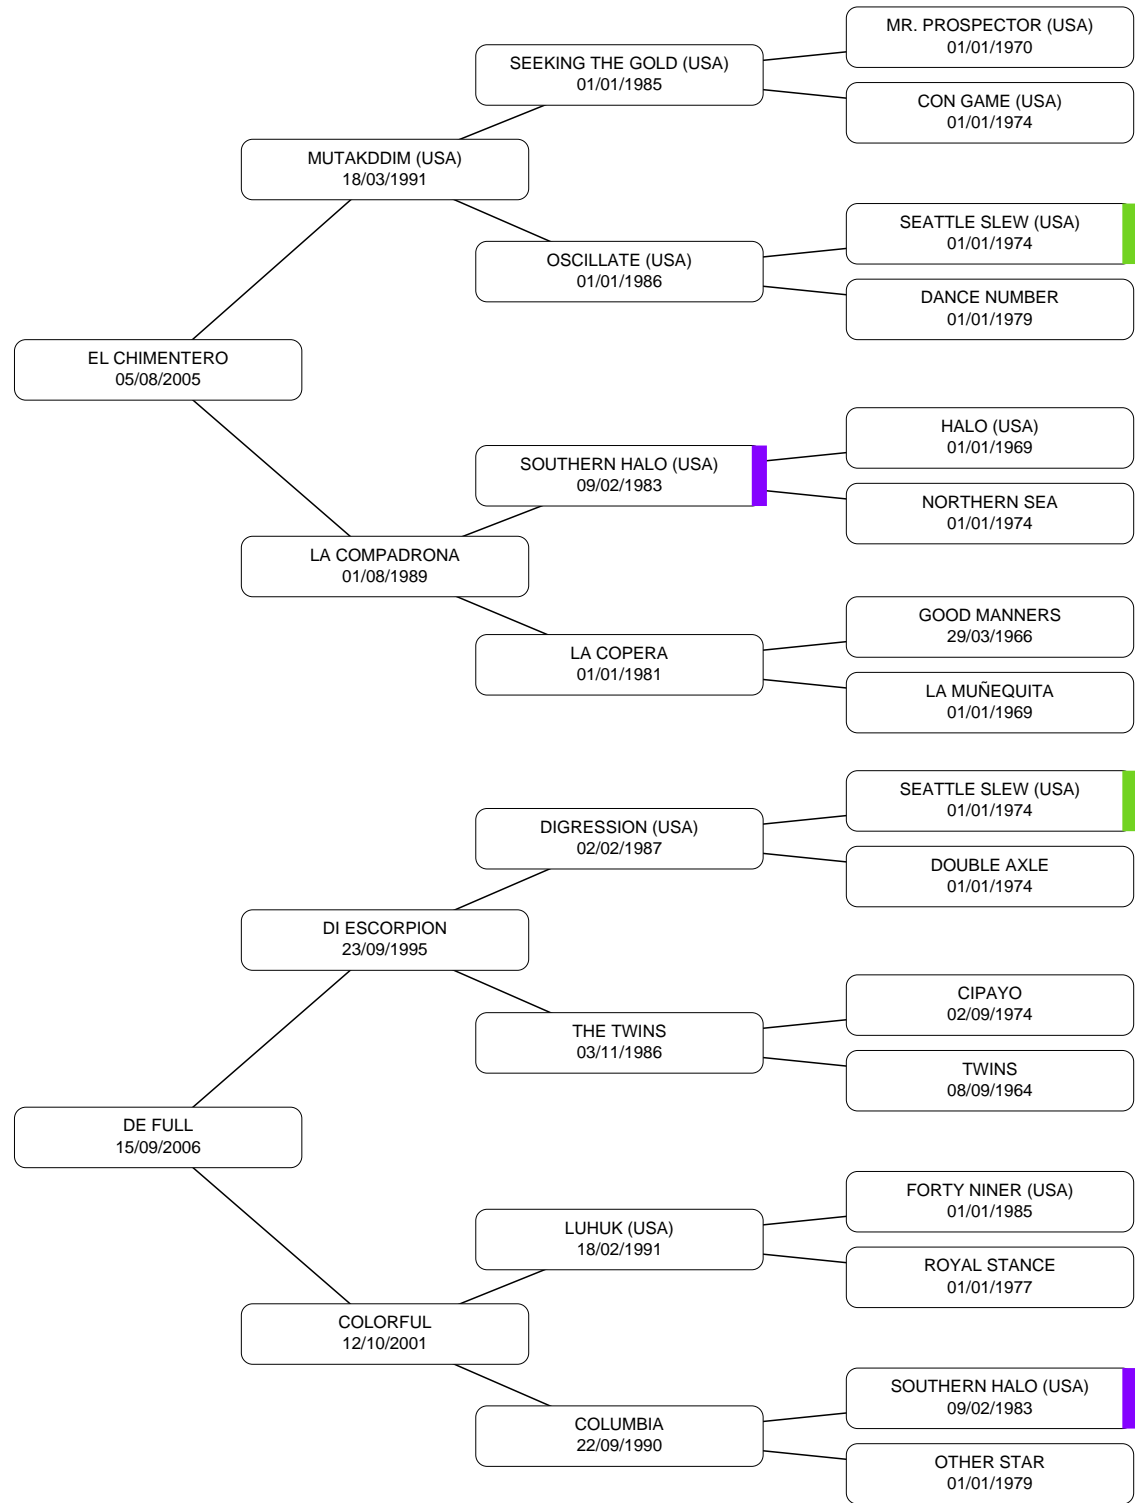 MR. PROSPECTOR (USA)
01/01/1970
SEEKING THE GOLD (USA)
01/01/1985
CON GAME (USA)
01/01/1974
MUTAKDDIM (USA)
18/03/1991
SEATTLE SLEW (USA)
01/01/1974
OSCILLATE (USA)
01/01/1986
DANCE NUMBER
01/01/1979
EL CHIMENTERO
05/08/2005
HALO (USA)
01/01/1969
SOUTHERN HALO (USA)
09/02/1983
NORTHERN SEA
01/01/1974
LA COMPADRONA
01/08/1989
GOOD MANNERS
29/03/1966
LA COPERA
01/01/1981
LA MUÑEQUITA
01/01/1969
SEATTLE SLEW (USA)
01/01/1974
DIGRESSION (USA)
02/02/1987
DOUBLE AXLE
01/01/1974
DI ESCORPION
23/09/1995
CIPAYO
02/09/1974
THE TWINS
03/11/1986
TWINS
08/09/1964
DE FULL
15/09/2006
FORTY NINER (USA)
01/01/1985
LUHUK (USA)
18/02/1991
ROYAL STANCE
01/01/1977
COLORFUL
12/10/2001
SOUTHERN HALO (USA)
09/02/1983
COLUMBIA
22/09/1990
OTHER STAR
01/01/1979